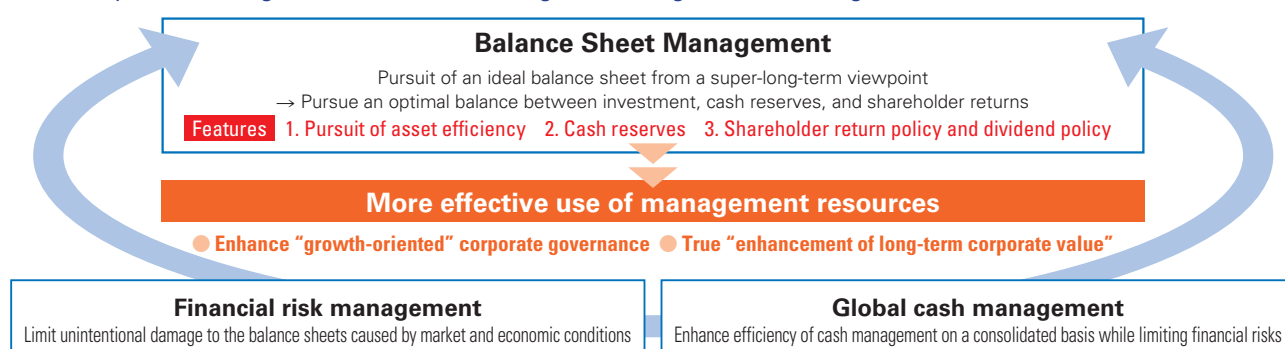 Balance Sheet Management
Pursuit of an ideal balance sheet from a super-long-term viewpoint
→ Pursue an optimal balance between investment, cash reserves, and shareholder returns
Features 1. Pursuit of asset efficiency 2. Cash reserves 3. Shareholder return policy and dividend policy
More effective use of management resources
● Enhance “growth-oriented” corporate governance ● True “enhancement of long-term corporate value”
Financial risk management
Limit unintentional damage to the balance sheets caused by market and economic conditions
Global cash management
Enhance efficiency of cash management on a consolidated basis while limiting financial risks